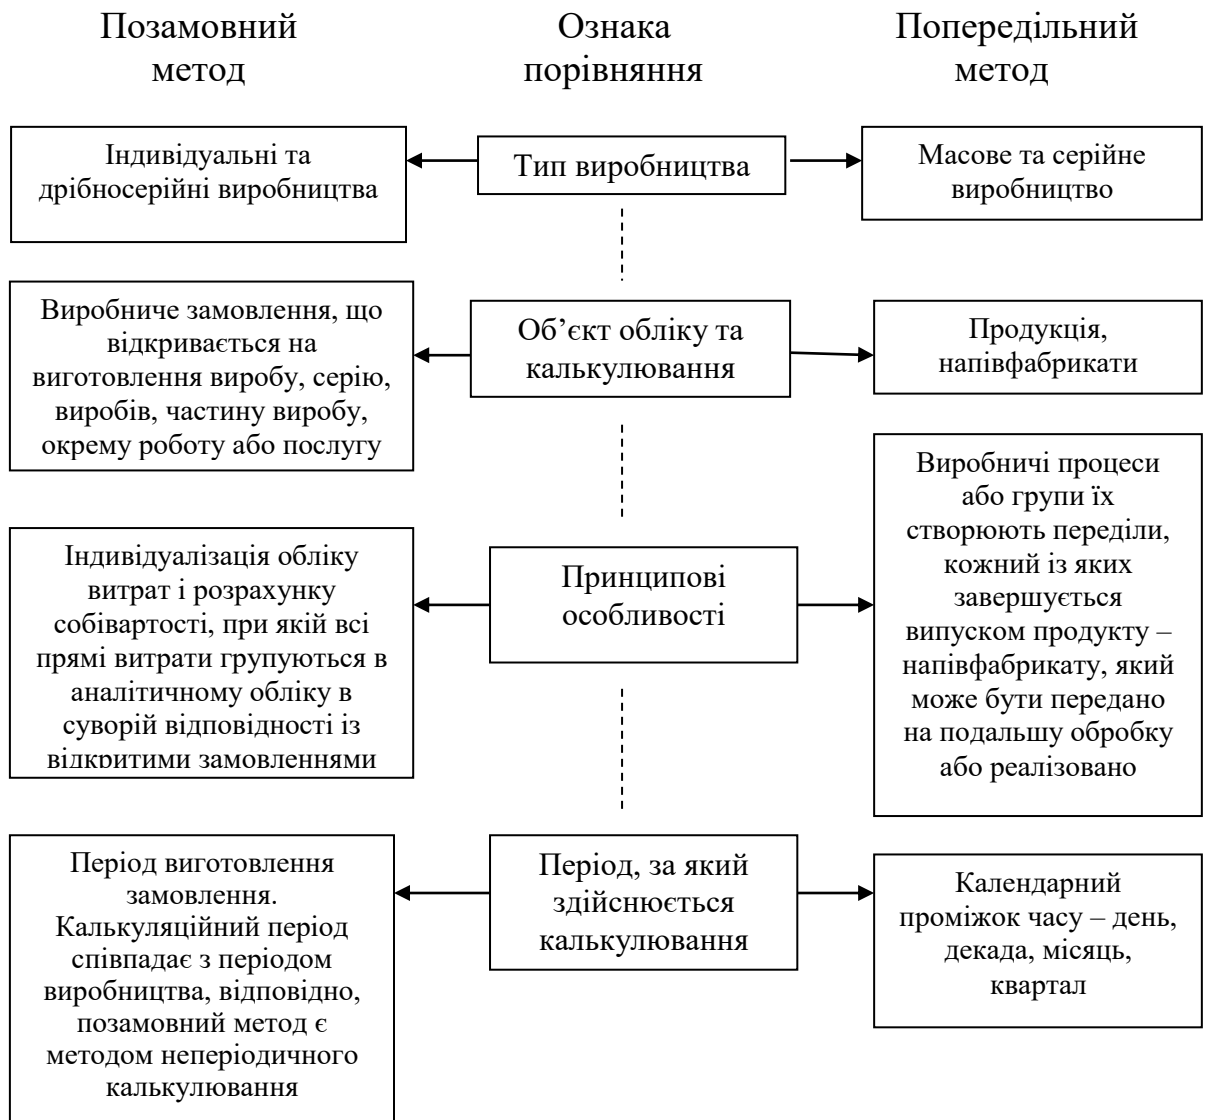 Позамовний
метод
Ознака
порівняння
Попередільний
метод
Індивідуальні та
дрібносерійні виробництва
Тип виробництва
Масове та серійне
виробництво
Виробниче замовлення, що
відкривається на
виготовлення виробу, серію,
виробів, частину виробу,
окрему роботу або послугу
Об’єкт обліку та
калькулювання
Продукція,
напівфабрикати
Індивідуалізація обліку
витрат і розрахунку
собівартості, при якій всі
прямі витрати групуються в
аналітичному обліку в
суворій відповідності із
відкритими замовленнями
Принципові
особливості
Виробничі процеси
або групи їх
створюють переділи,
кожний із яких
завершується
випуском продукту –
напівфабрикату, який
може бути передано
на подальшу обробку
або реалізовано
Період виготовлення
замовлення.
Калькуляційний період
співпадає з періодом
виробництва, відповідно,
позамовний метод є
методом неперіодичного
калькулювання
Період, за який
здійснюється
калькулювання
Календарний
проміжок часу – день,
декада, місяць,
квартал